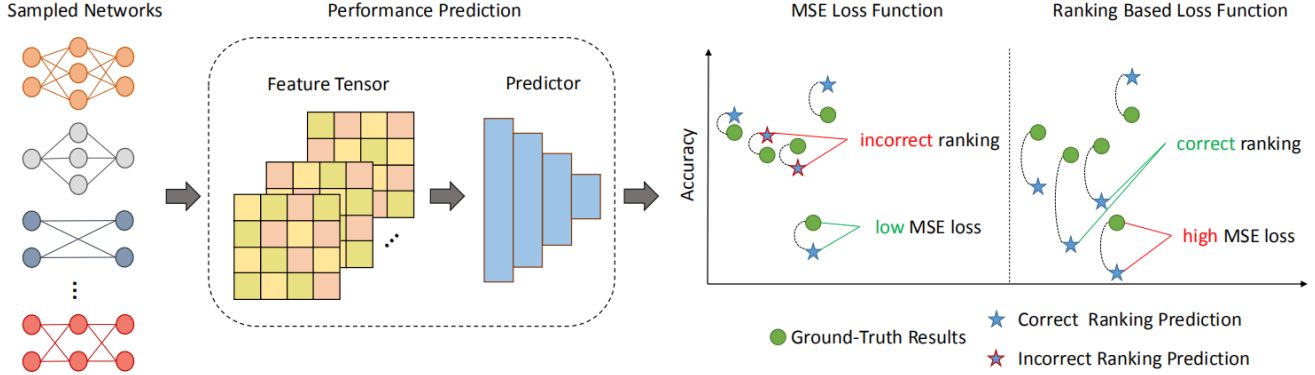 Sampled Networks
Performance Prediction
MSE Loss Function
Ranking Based Loss Function
Feature Tensor
Predictor
Accuracy
incorrect ranking
low MSE loss
correct ranking
high MSE loss
Ground-Truth Results
Correct Ranking Prediction
Incorrect Ranking Prediction